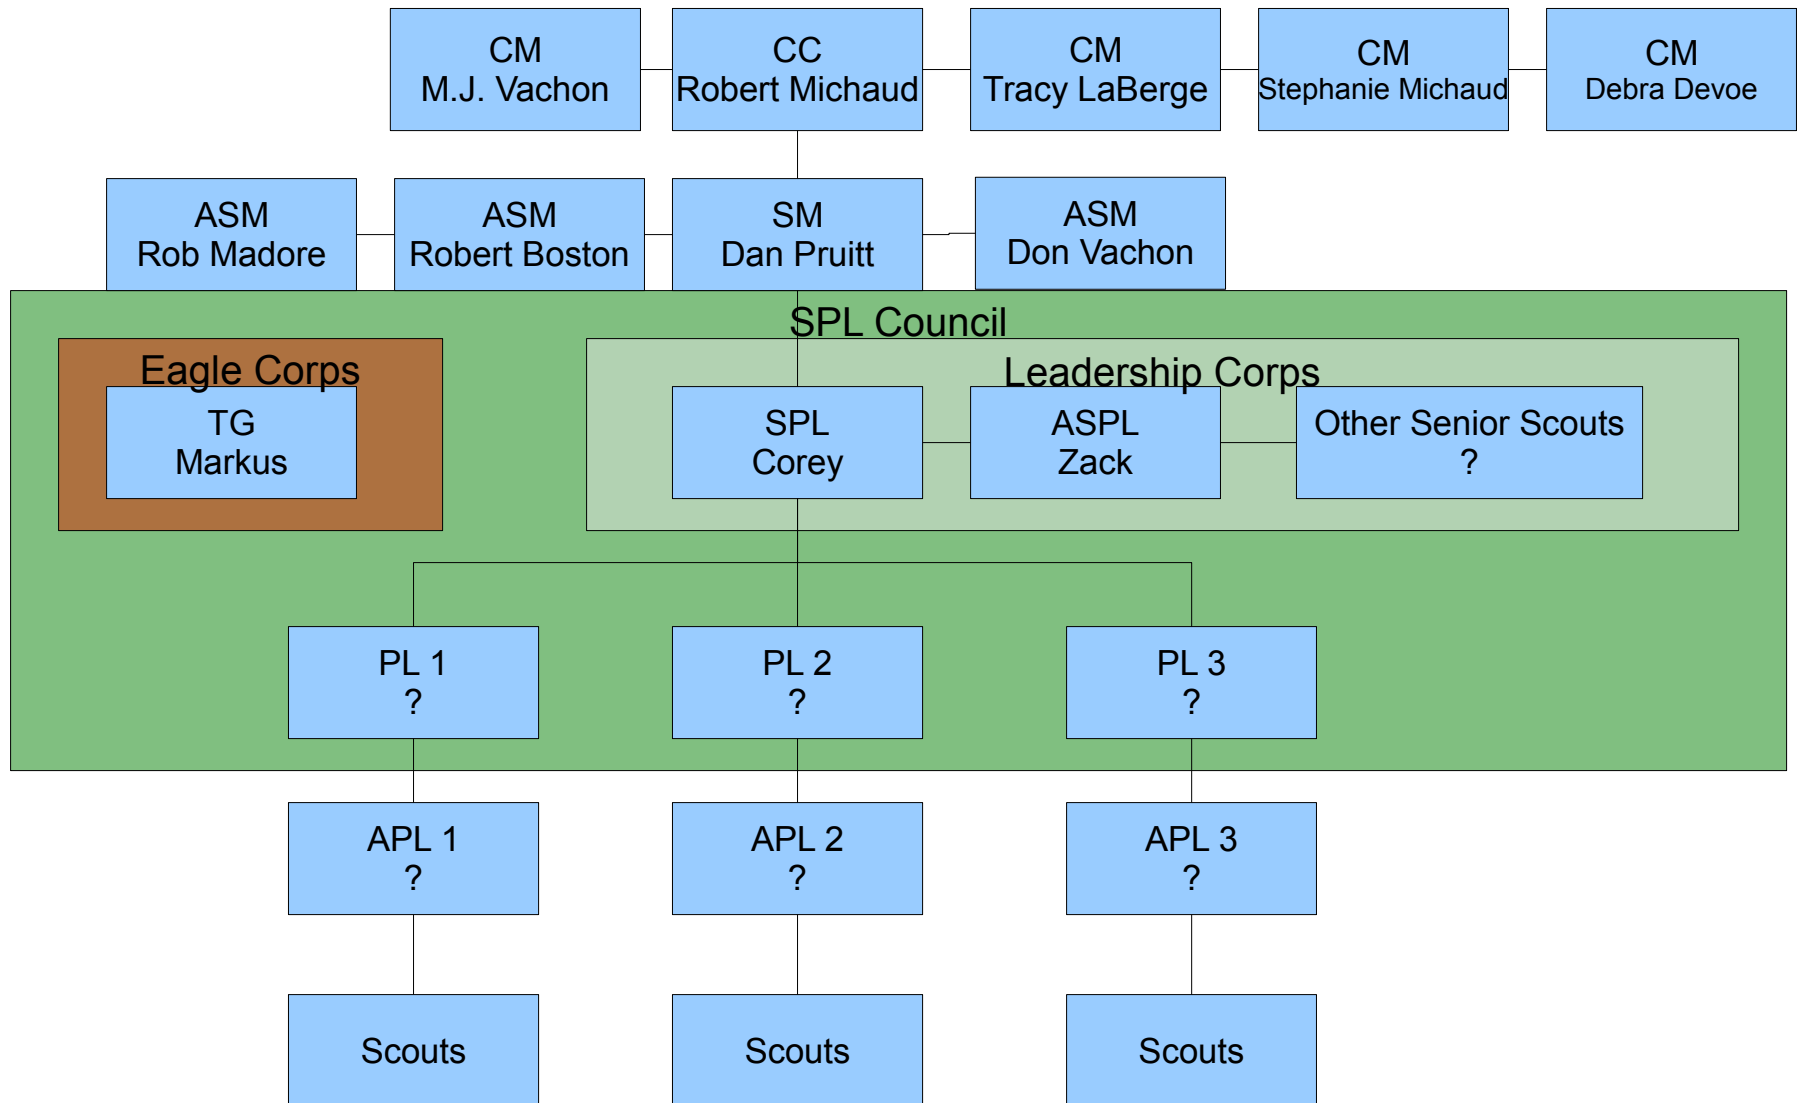 CM
M.J. Vachon
CC
Robert Michaud
CM
Tracy LaBerge
CM
Stephanie Michaud
CM
Debra Devoe
ASM
Rob Madore
ASM
Robert Boston
SM
Dan Pruitt
ASM
Don Vachon
SPL Council
Eagle Corps
TG
Markus
Leadership Corps
SPL
Corey
ASPL
Zack
Other Senior Scouts
?
PL 1
?
PL 2
?
PL 3
?
APL 1
?
APL 2
?
APL 3
?
Scouts
Scouts
Scouts